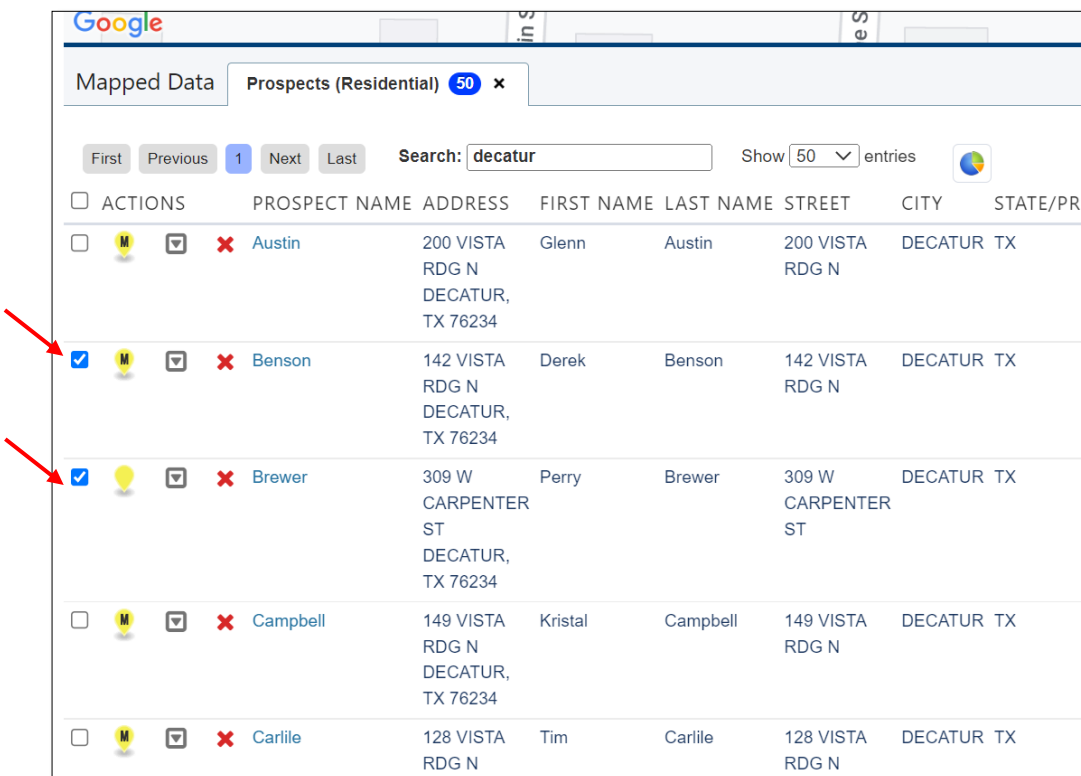 Google
in S
e S
Mapped Data Prospects (Residential) 50 ×
First Previous 1 Next Last Search: decatur Show 50 entries
ACTIONS PROSPECT NAME ADDRESS FIRST NAME LAST NAME STREET CITY STATE/PR
M Austin 200 VISTA Glenn Austin 200 VISTA DECATUR TX
RDG N RDG N
DECATUR,
TX 76234
M Benson 142 VISTA Derek Benson 142 VISTA DECATUR TX
RDG N RDG N
DECATUR,
TX 76234
Brewer 309 W Perry Brewer 309 W DECATUR TX
CARPENTER CARPENTER
ST ST
DECATUR,
TX 76234
M Campbell 149 VISTA Kristal Campbell 149 VISTA DECATUR TX
RDG N RDG N
DECATUR,
TX 76234
M Carlile 128 VISTA Tim Carlile 128 VISTA DECATUR TX
RDG N RDG N